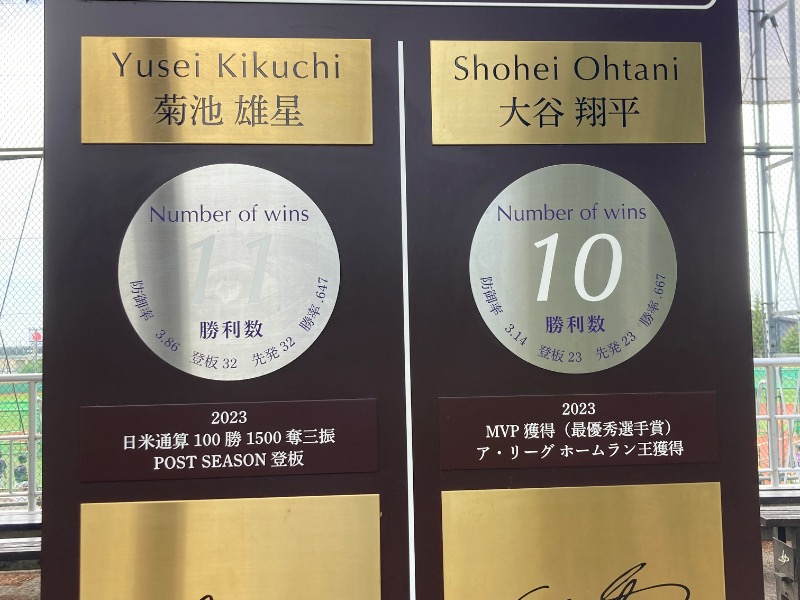 Yusei Kikuchi
菊池 雄星
Number of wins
11
勝利数
防御率 3.86 登板 32 先発 32 勝率 .647
2023
日米通算 100 勝 1500 奪三振
POST SEASON 登板
Shohei Ohtani
大谷 翔平
Number of wins
10
勝利数
防御率 3.14 登板 23 先発 23 勝率 .667
2023
MVP 獲得（最優秀選手賞）
ア・リーグ ホームラン王獲得